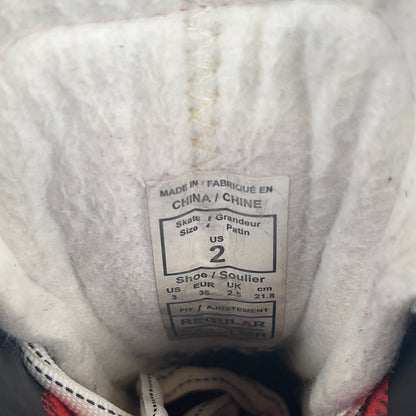 MADE IN / FABRIQUÉ EN
CHINA / CHINE
Skate / Grandeur
Size / Patin
US
2
Shoe / Soulier
US EUR UK cm
3 35 2.5 21.8
FIT / AJUSTEMENT
REGULAR